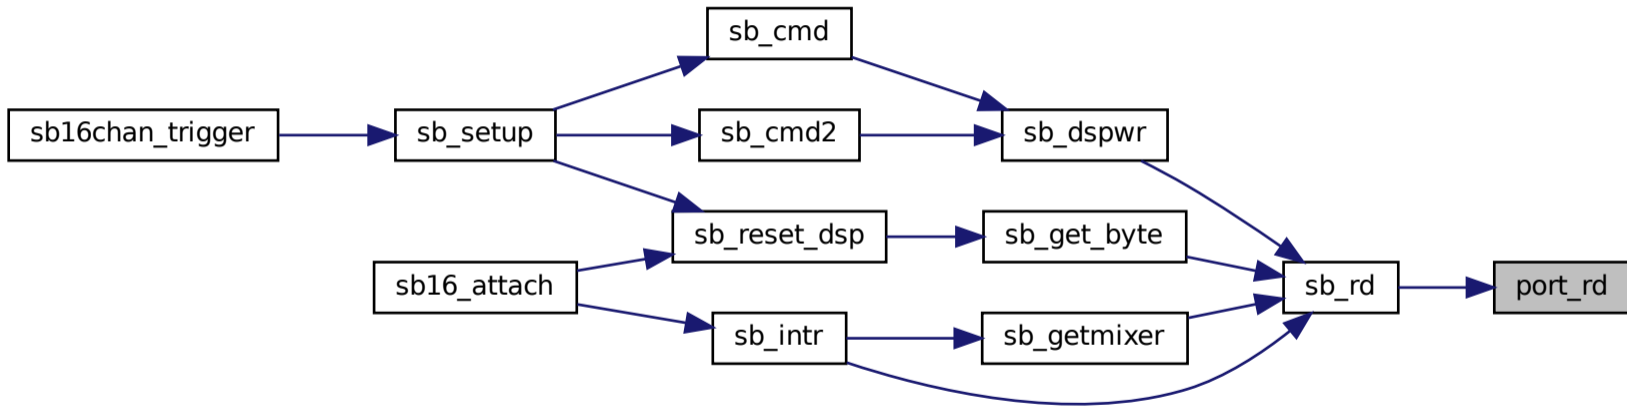 sb_cmd
sb16chan_trigger
sb_setup
sb_cmd2
sb_dspwr
sb_reset_dsp
sb_get_byte
sb16_attach
sb_rd
port_rd
sb_intr
sb_getmixer